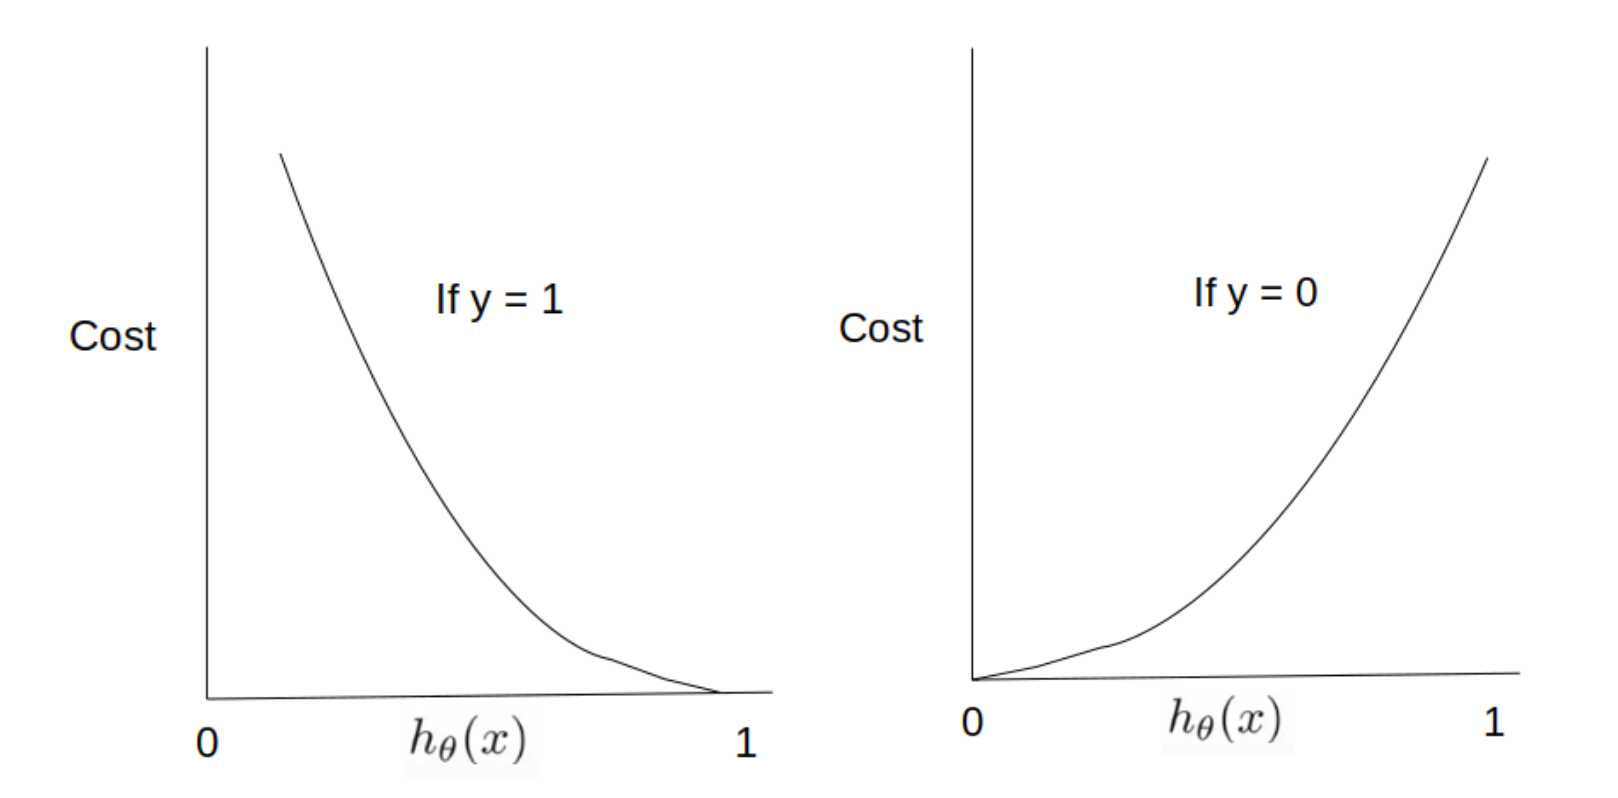 If y = 1
Cost
0
hθ(x)
1
If y = 0
Cost
0
hθ(x)
1